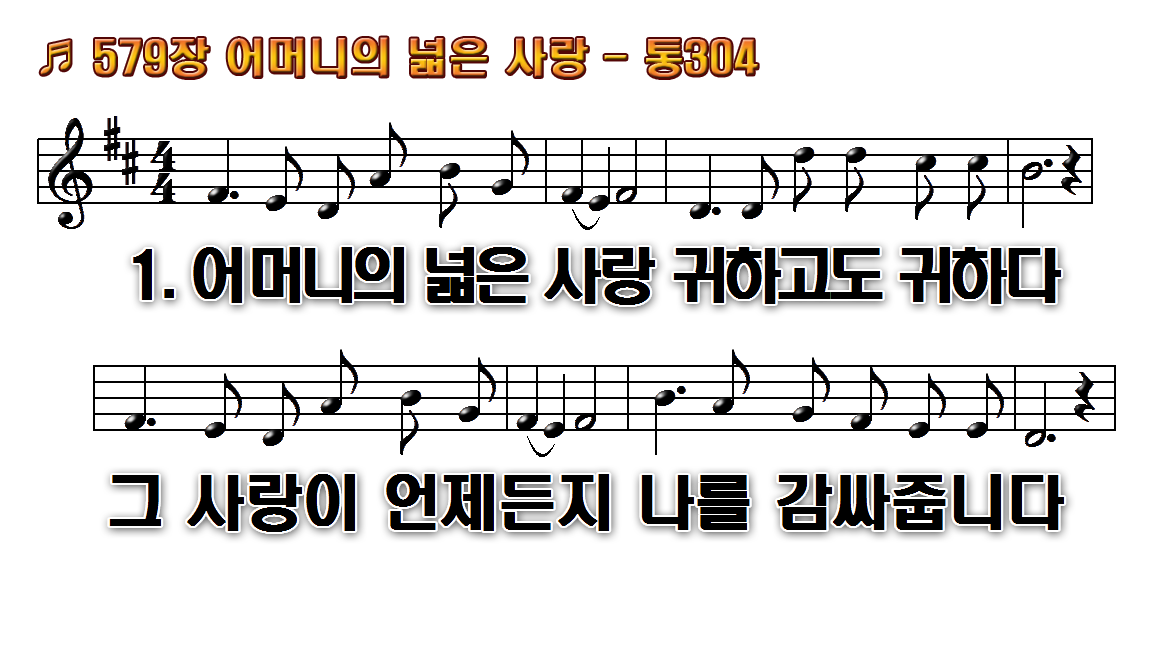 ♬ 579장 어머니의 넓은 사랑 - 통304
1. 어머니의 넓은 사랑 귀하고도 귀하다
그 사랑이 언제든지 나를 감싸줍니다